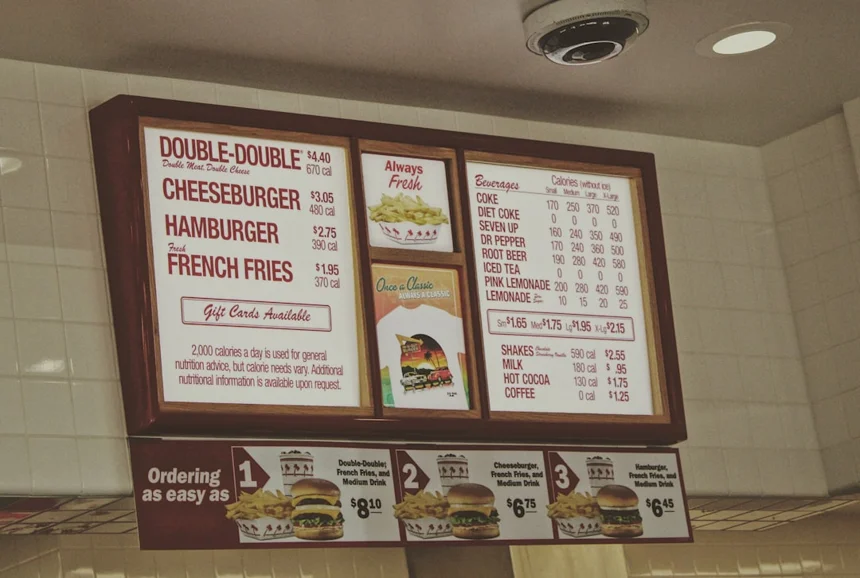 DOUBLE-DOUBLE® $4.40
Double Meat, Double Cheese 670 cal
CHEESEBURGER $3.05
480 cal
HAMBURGER $2.75
390 cal
Fresh
FRENCH FRIES $1.95
370 cal
Gift Cards Available
2,000 calories a day is used for general
nutrition advice, but calorie needs vary. Additional
nutritional information is available upon request.
Always
Fresh
Once a Classic
ALWAYS A CLASSIC
Beverages Calories (without ice)
Small Medium Large X-Large
COKE 170 250 370 520
DIET COKE 0 0 0 0
SEVEN UP 160 240 350 490
DR PEPPER 170 240 360 500
ROOT BEER 190 280 420 580
ICED TEA 0 0 0 0
PINK LEMONADE 200 280 420 590
LEMONADE 10 15 20 25
Sm $1.65 Med $1.75 Lg $1.95 X-Lg $2.15
SHAKES Chocolate Strawberry Vanilla 590 cal $2.55
MILK 180 cal $ .95
HOT COCOA 130 cal $1.75
COFFEE 0 cal $1.25
Ordering
as easy as
1
Double-Double,
French Fries, and
Medium Drink
$8.10
2
Cheeseburger,
French Fries, and
Medium Drink
$6.75
3
Hamburger,
French Fries, and
Medium Drink
$6.45